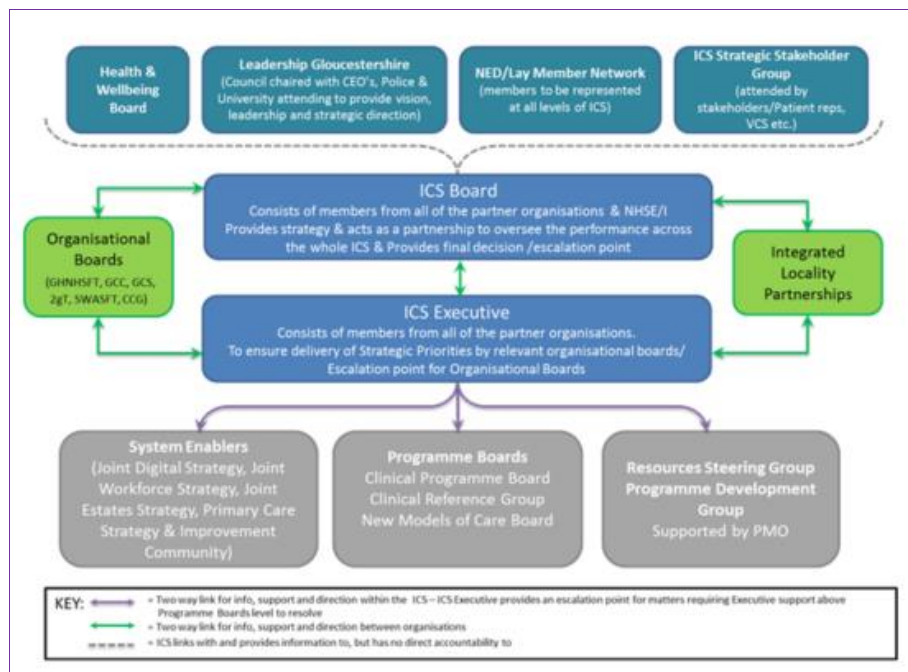 Health &
Wellbeing
Board
Leadership Gloucestershire
(Council chaired with CEO's, Police &
University attending to provide vision,
leadership and strategic direction)
NED/Lay Member Network
(members to be represented
at all levels of ICS)
ICS Strategic Stakeholder
Group
(attended by
stakeholders/Patient reps,
VCS etc.)
ICS Board
Consists of members from all of the partner organisations & NHSE/I
Provides strategy & acts as a partnership to oversee the performance across
the whole ICS & Provides final decision /escalation point
Organisational
Boards
(GHNHSFT, GCC, GCS,
2gT, SWASFT, CCG)
Integrated
Locality
Partnerships
ICS Executive
Consists of members from all of the partner organisations.
To ensure delivery of Strategic Priorities by relevant organisational boards/
Escalation point for Organisational Boards
System Enablers
(Joint Digital Strategy, Joint
Workforce Strategy, Joint
Estates Strategy, Primary Care
Strategy & Improvement
Community)
Programme Boards
Clinical Programme Board
Clinical Reference Group
New Models of Care Board
Resources Steering Group
Programme Development
Group
Supported by PMO
KEY:
= Two way link for info, support and direction within the ICS – ICS Executive provides an escalation point for matters requiring Executive support above
Programme Boards level to resolve
= Two way link for info, support and direction between organisations
= ICS links with and provides information to, but has no direct accountability to